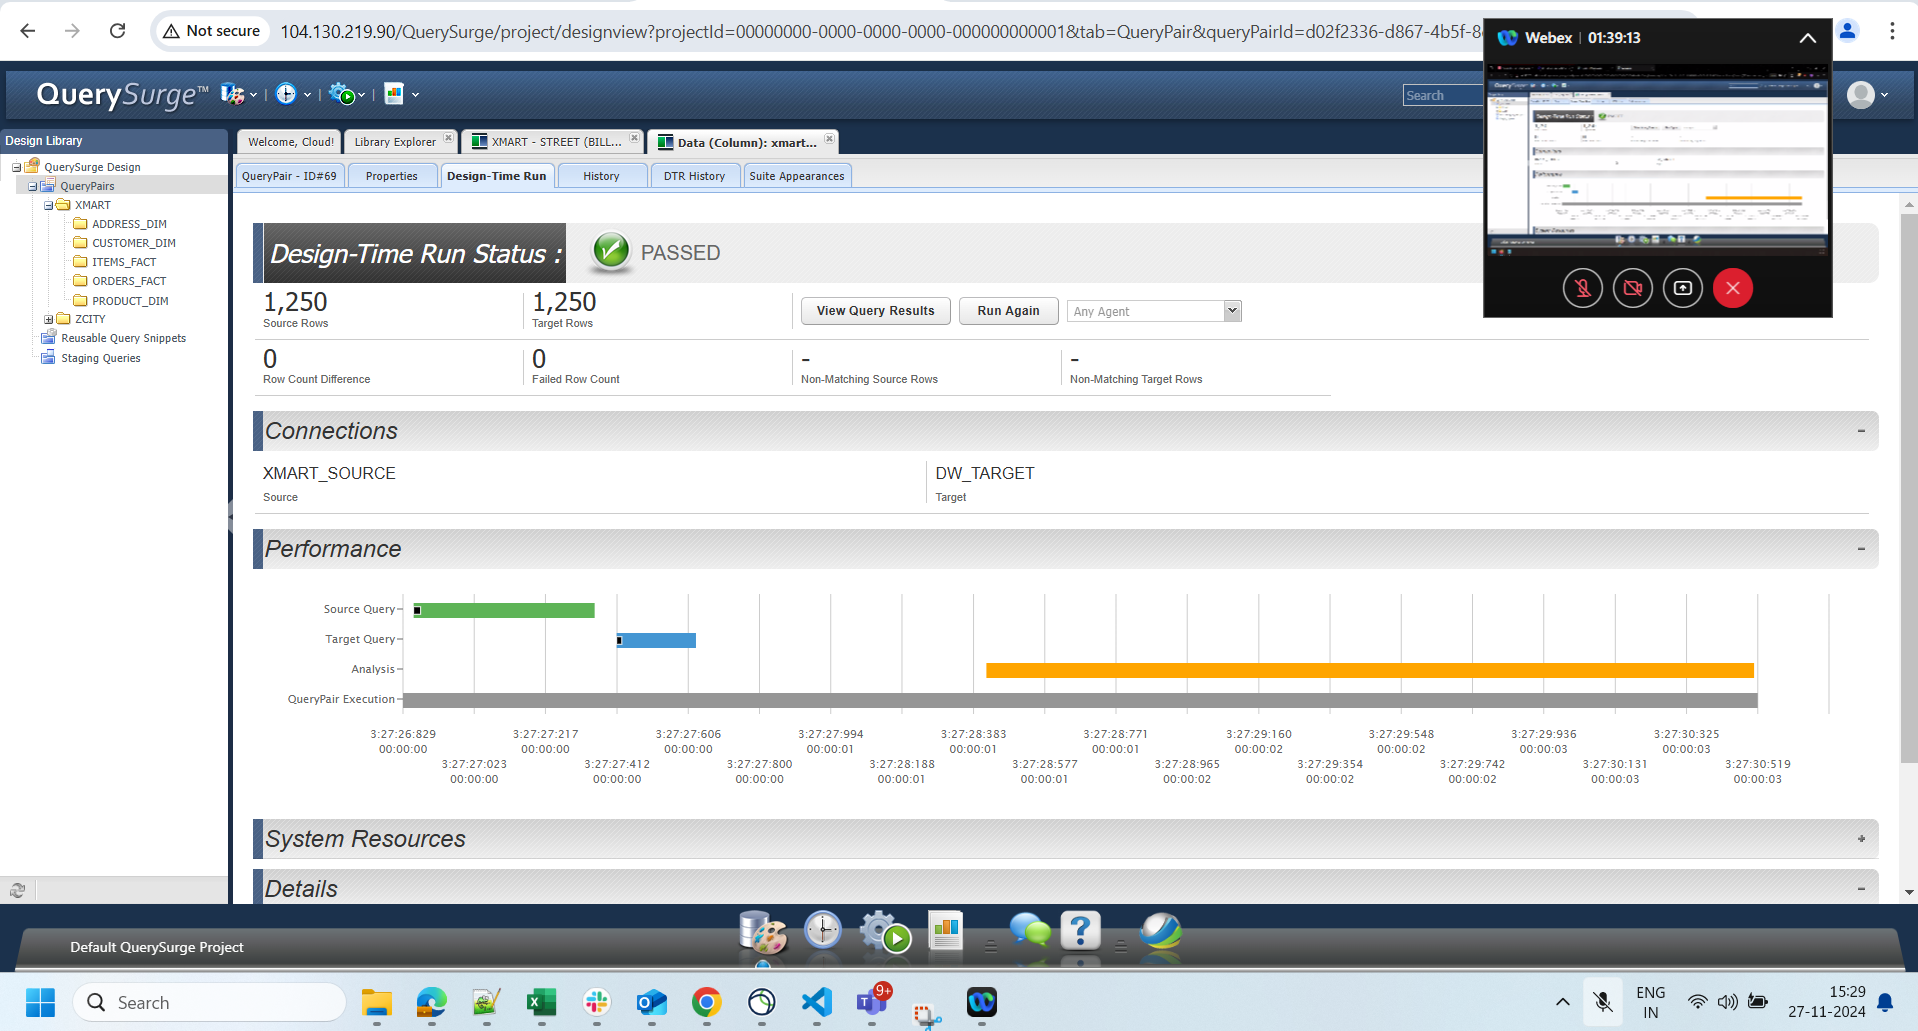 Not secure
104.130.219.90/QuerySurge/project/designview?projectId=00000000-0000-0000-0000-000000000001&tab=QueryPair&queryPairId=d02f2336-d867-4b5f-8
Webex | 01:39:13
QuerySurge™
Search
Design Library
Welcome, Cloud!
Library Explorer
XMART - STREET (BILL...
Data (Column): xmart...
QuerySurge Design
QueryPairs
XMART
ADDRESS_DIM
CUSTOMER_DIM
ITEMS_FACT
ORDERS_FACT
PRODUCT_DIM
ZCITY
Reusable Query Snippets
Staging Queries
QueryPair - ID#69
Properties
Design-Time Run
History
DTR History
Suite Appearances
Design-Time Run Status :
PASSED
1,250
Source Rows
1,250
Target Rows
View Query Results
Run Again
Any Agent
0
Row Count Difference
0
Failed Row Count
-
Non-Matching Source Rows
-
Non-Matching Target Rows
Connections
-
XMART_SOURCE
Source
DW_TARGET
Target
Performance
-
Source Query
Target Query
Analysis
QueryPair Execution
3:27:26:829 3:27:27:217 3:27:27:606 3:27:27:994 3:27:28:383 3:27:28:771 3:27:29:160 3:27:29:548 3:27:29:936 3:27:30:325
00:00:00 00:00:00 00:00:00 00:00:01 00:00:01 00:00:01 00:00:02 00:00:02 00:00:03 00:00:03
3:27:27:023 3:27:27:412 3:27:27:800 3:27:28:188 3:27:28:577 3:27:28:965 3:27:29:354 3:27:29:742 3:27:30:131 3:27:30:519
00:00:00 00:00:00 00:00:00 00:00:01 00:00:01 00:00:02 00:00:02 00:00:02 00:00:03 00:00:03
System Resources
+
Details
-
Default QuerySurge Project
Search
9+
ENG
IN
15:29
27-11-2024